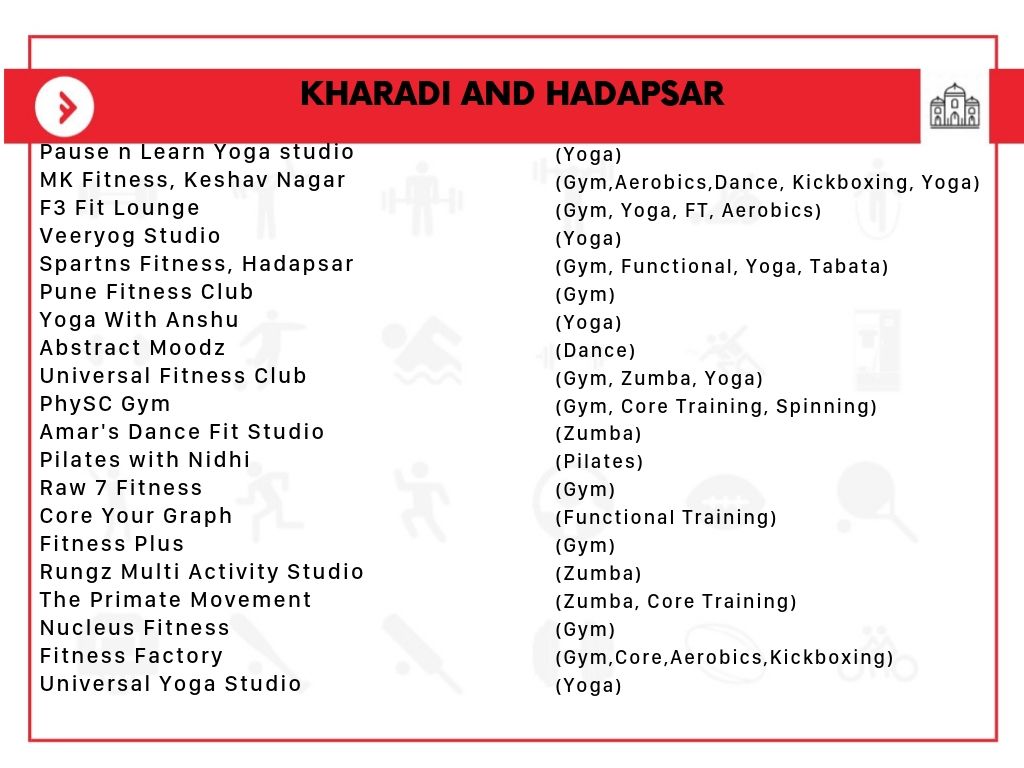 KHARADI AND HADAPSAR
Pause n Learn Yoga studio (Yoga)
MK Fitness, Keshav Nagar (Gym,Aerobics,Dance, Kickboxing, Yoga)
F3 Fit Lounge (Gym, Yoga, FT, Aerobics)
Veeryog Studio (Yoga)
Spartns Fitness, Hadapsar (Gym, Functional, Yoga, Tabata)
Pune Fitness Club (Gym)
Yoga With Anshu (Yoga)
Abstract Moodz (Dance)
Universal Fitness Club (Gym, Zumba, Yoga)
PhySC Gym (Gym, Core Training, Spinning)
Amar's Dance Fit Studio (Zumba)
Pilates with Nidhi (Pilates)
Raw 7 Fitness (Gym)
Core Your Graph (Functional Training)
Fitness Plus (Gym)
Rungz Multi Activity Studio (Zumba)
The Primate Movement (Zumba, Core Training)
Nucleus Fitness (Gym)
Fitness Factory (Gym,Core,Aerobics,Kickboxing)
Universal Yoga Studio (Yoga)